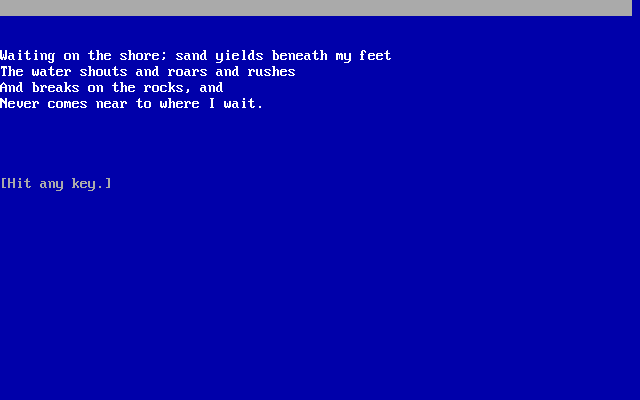 Waiting on the shore; sand yields beneath my feet
The water shouts and roars and rushes
And breaks on the rocks, and
Never comes near to where I wait.
[Hit any key.]